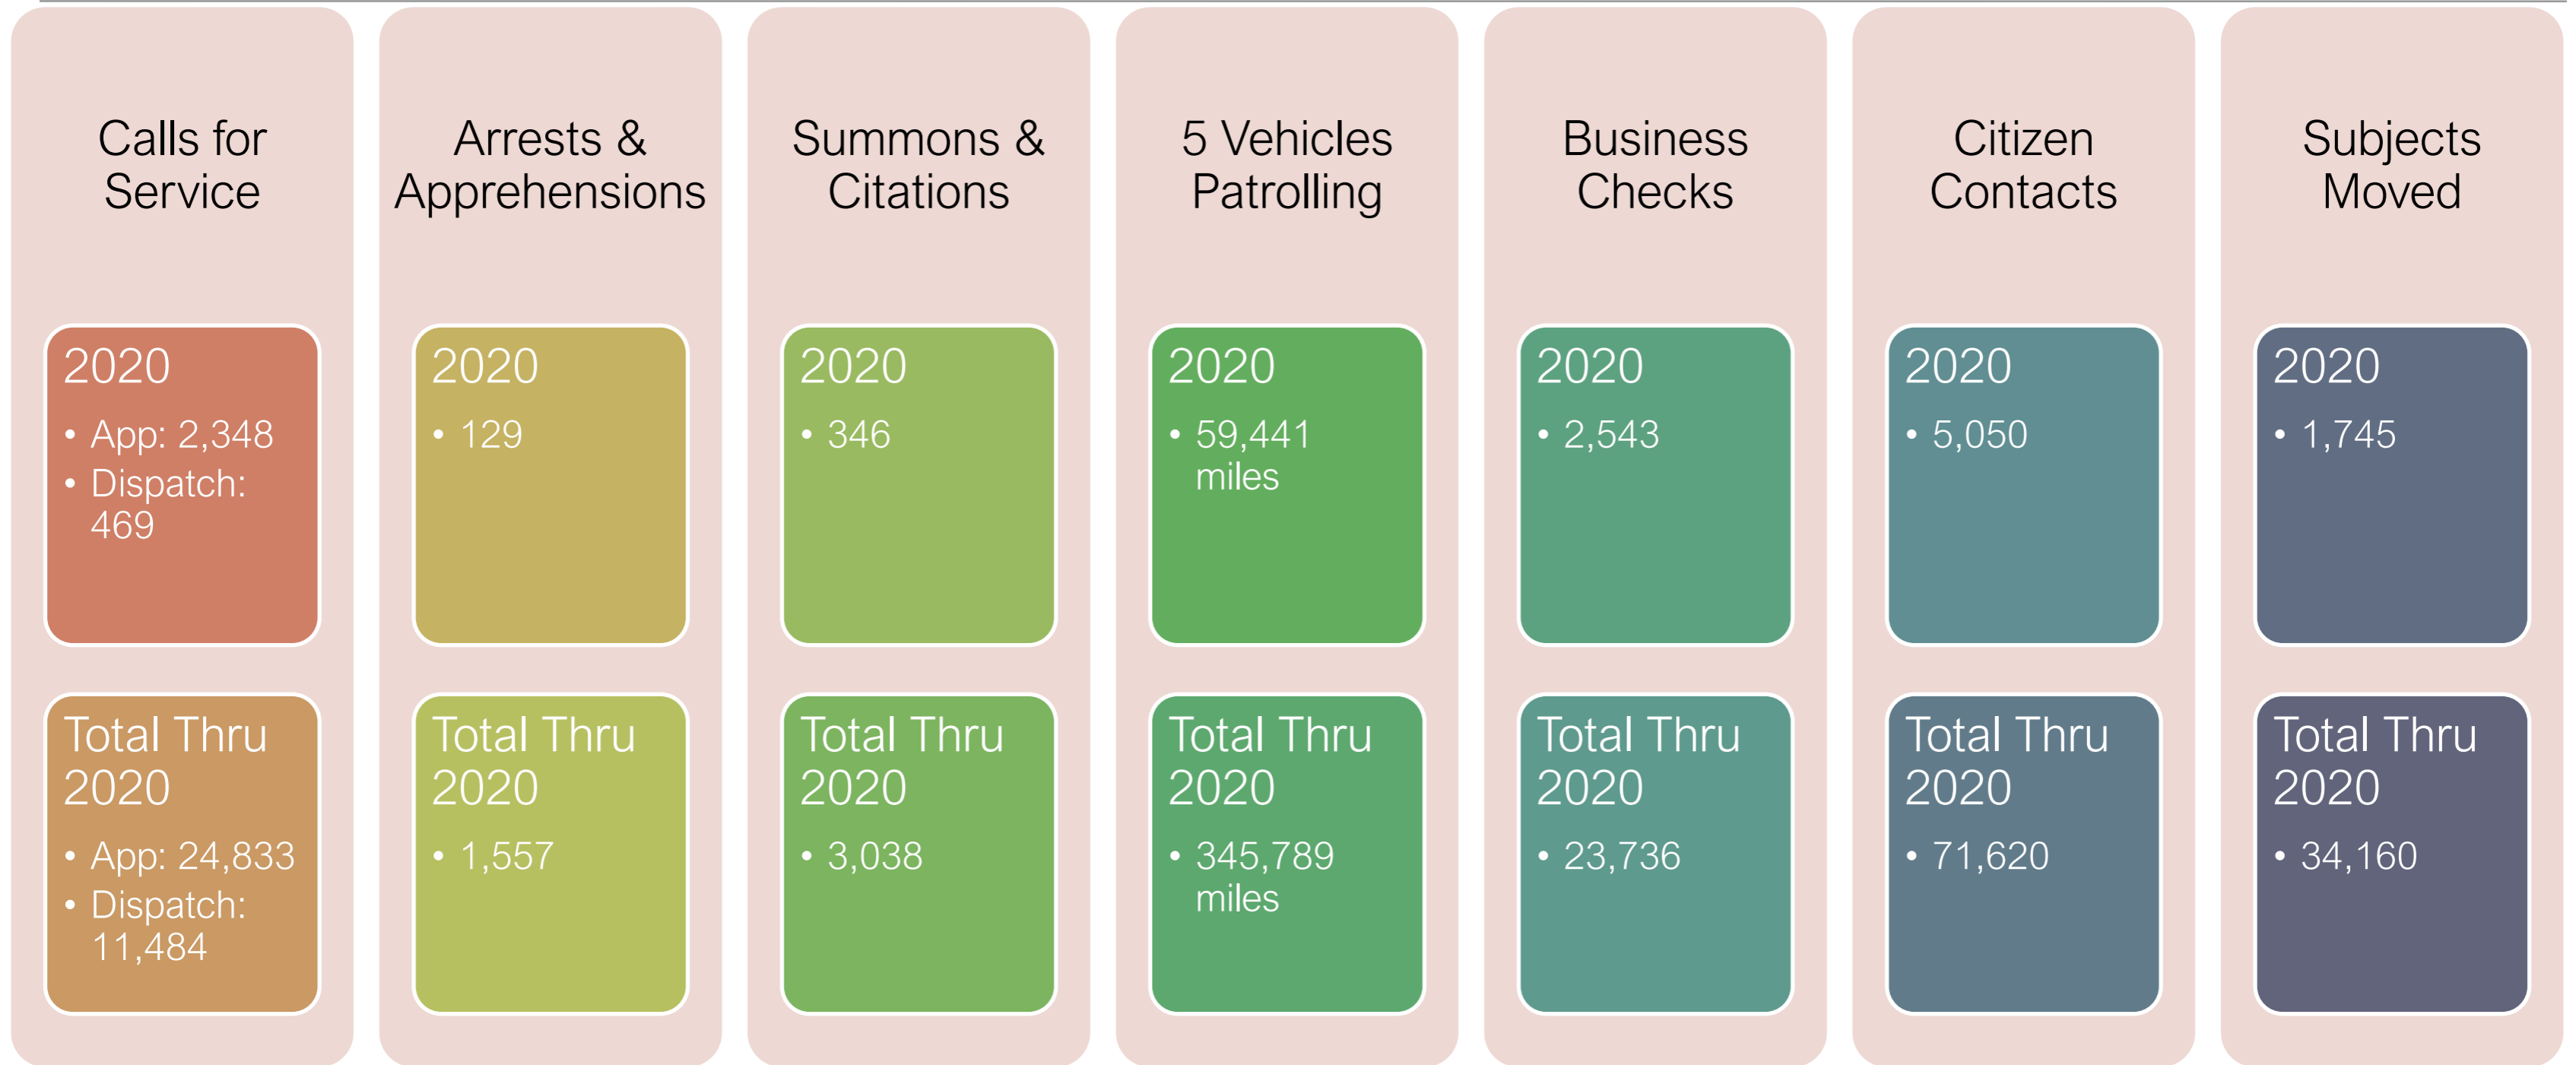 Calls for
Service
2020
• App: 2,348
• Dispatch:
469
Total Thru
2020
• App: 24,833
• Dispatch:
11,484
Arrests &
Apprehensions
2020
• 129
Total Thru
2020
• 1,557
Summons &
Citations
2020
• 346
Total Thru
2020
• 3,038
5 Vehicles
Patrolling
2020
• 59,441
miles
Total Thru
2020
• 345,789
miles
Business
Checks
2020
• 2,543
Total Thru
2020
• 23,736
Citizen
Contacts
2020
• 5,050
Total Thru
2020
• 71,620
Subjects
Moved
2020
• 1,745
Total Thru
2020
• 34,160